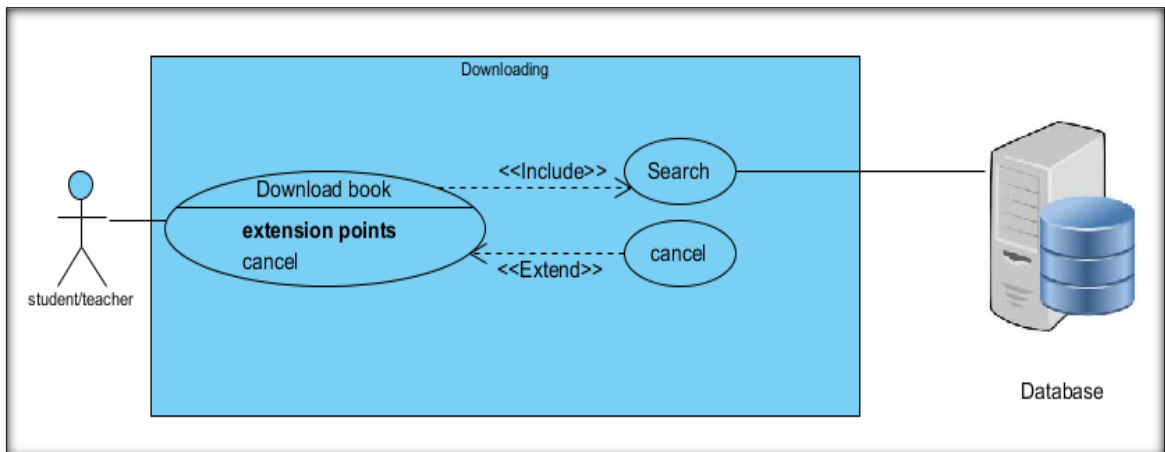 Downloading
<<Include>>
Search
Download book
extension points
cancel
<<Extend>>
cancel
student/teacher
Database